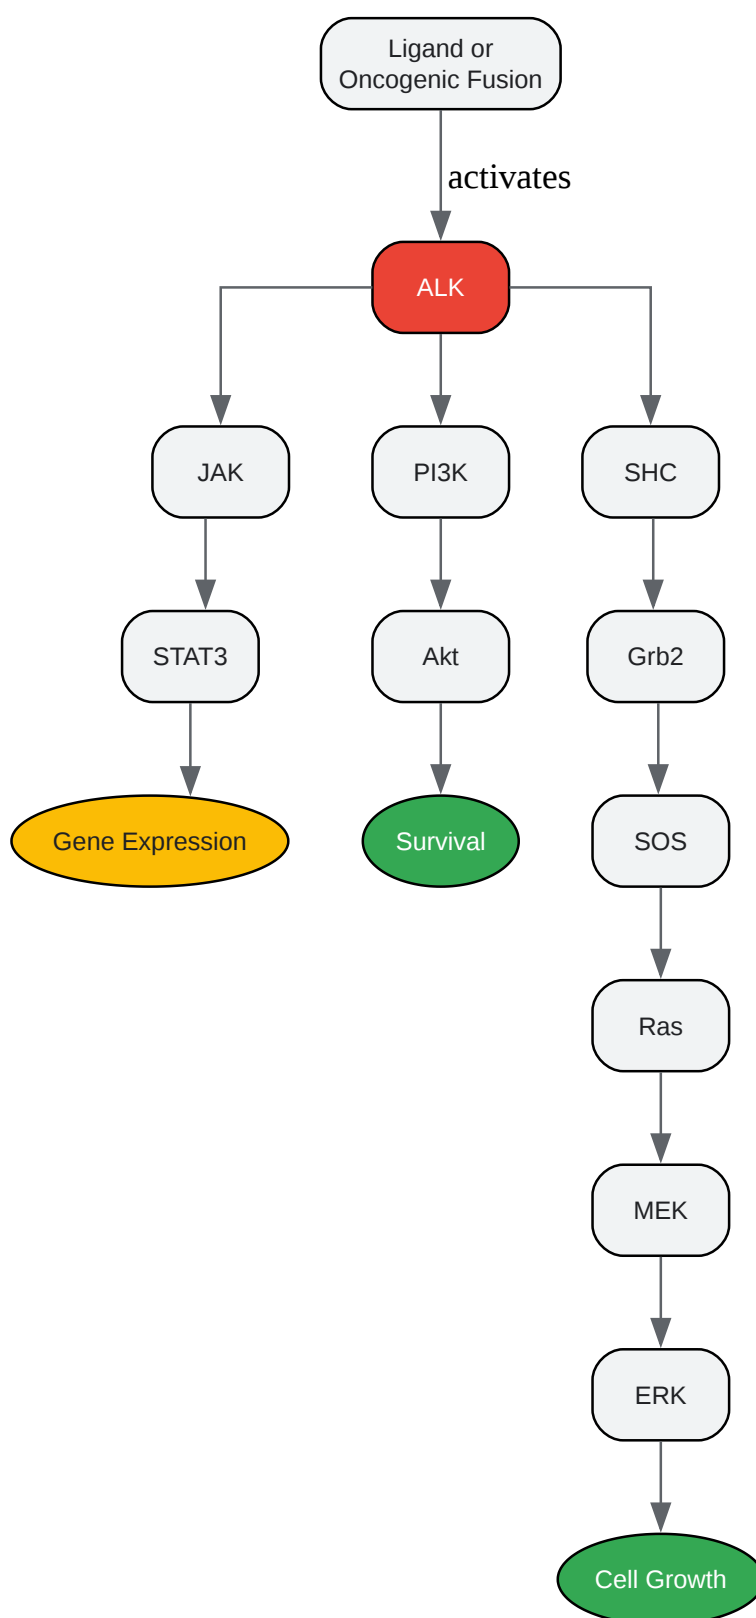 Ligand or
Oncogenic Fusion
activates
ALK
JAK
PI3K
SHC
STAT3
Akt
Grb2
Gene Expression
Survival
SOS
Ras
MEK
ERK
Cell Growth